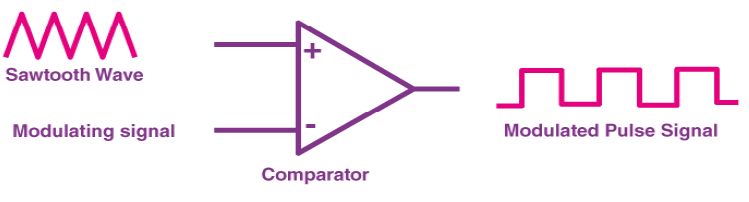 Sawtooth Wave
+
Modulating signal
-
Comparator
Modulated Pulse Signal